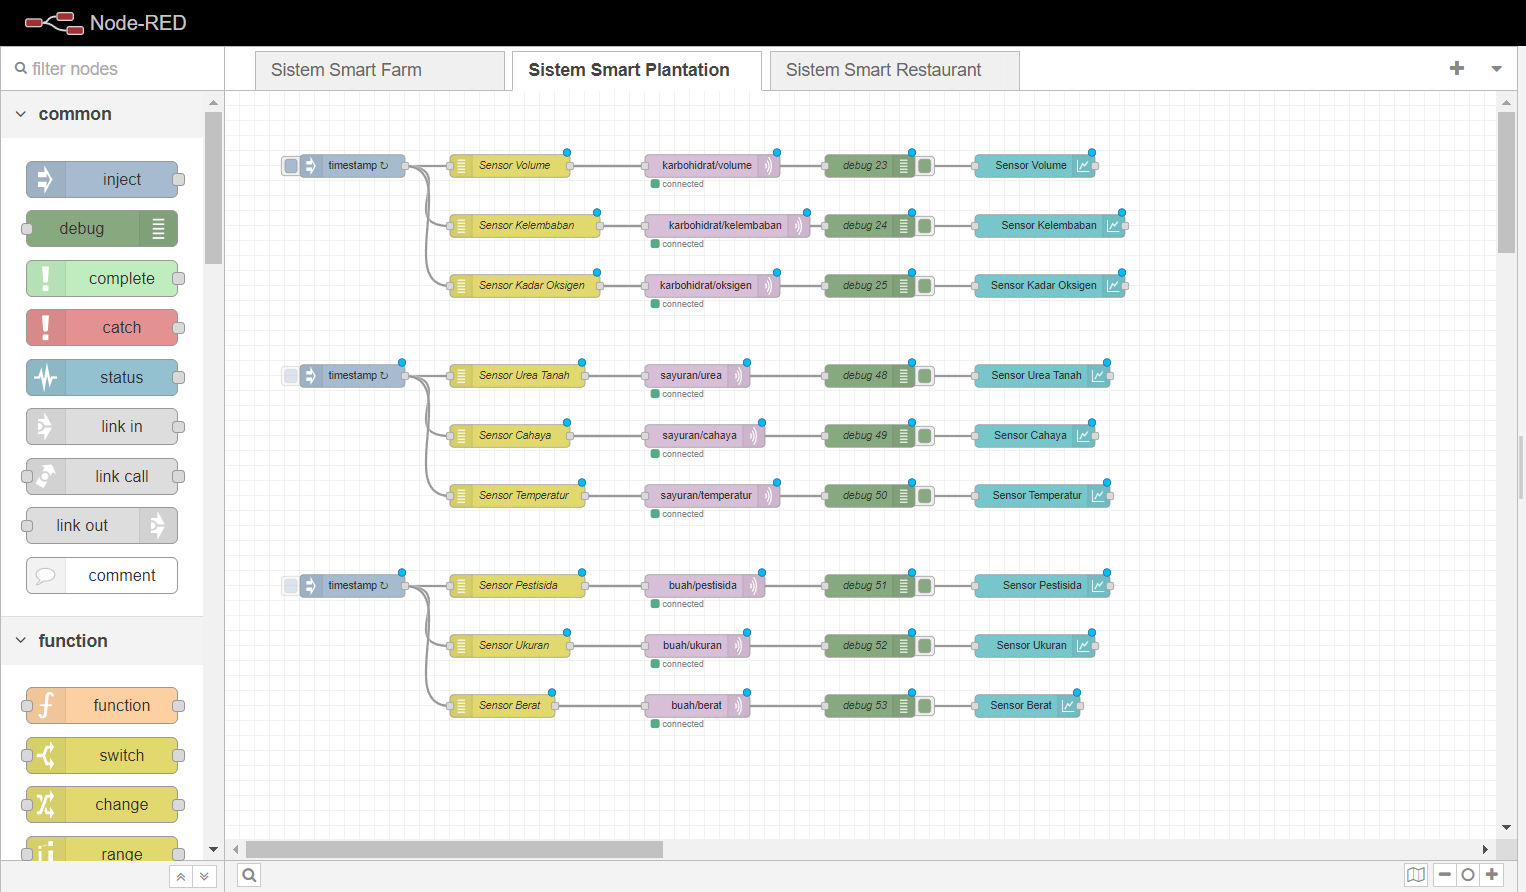 Node-RED
filter nodes
Sistem Smart Farm
Sistem Smart Plantation
Sistem Smart Restaurant
common
inject
debug
complete
catch
status
link in
link call
link out
comment
function
function
switch
change
range
timestamp ↻
Sensor Volume
karbohidrat/volume
connected
debug 23
Sensor Volume
Sensor Kelembaban
karbohidrat/kelembaban
connected
debug 24
Sensor Kelembaban
Sensor Kadar Oksigen
karbohidrat/oksigen
connected
debug 25
Sensor Kadar Oksigen
timestamp ↻
Sensor Urea Tanah
sayuran/urea
connected
debug 48
Sensor Urea Tanah
Sensor Cahaya
sayuran/cahaya
connected
debug 49
Sensor Cahaya
Sensor Temperatur
sayuran/temperatur
connected
debug 50
Sensor Temperatur
timestamp ↻
Sensor Pestisida
buah/pestisida
connected
debug 51
Sensor Pestisida
Sensor Ukuran
buah/ukuran
connected
debug 52
Sensor Ukuran
Sensor Berat
buah/berat
connected
debug 53
Sensor Berat